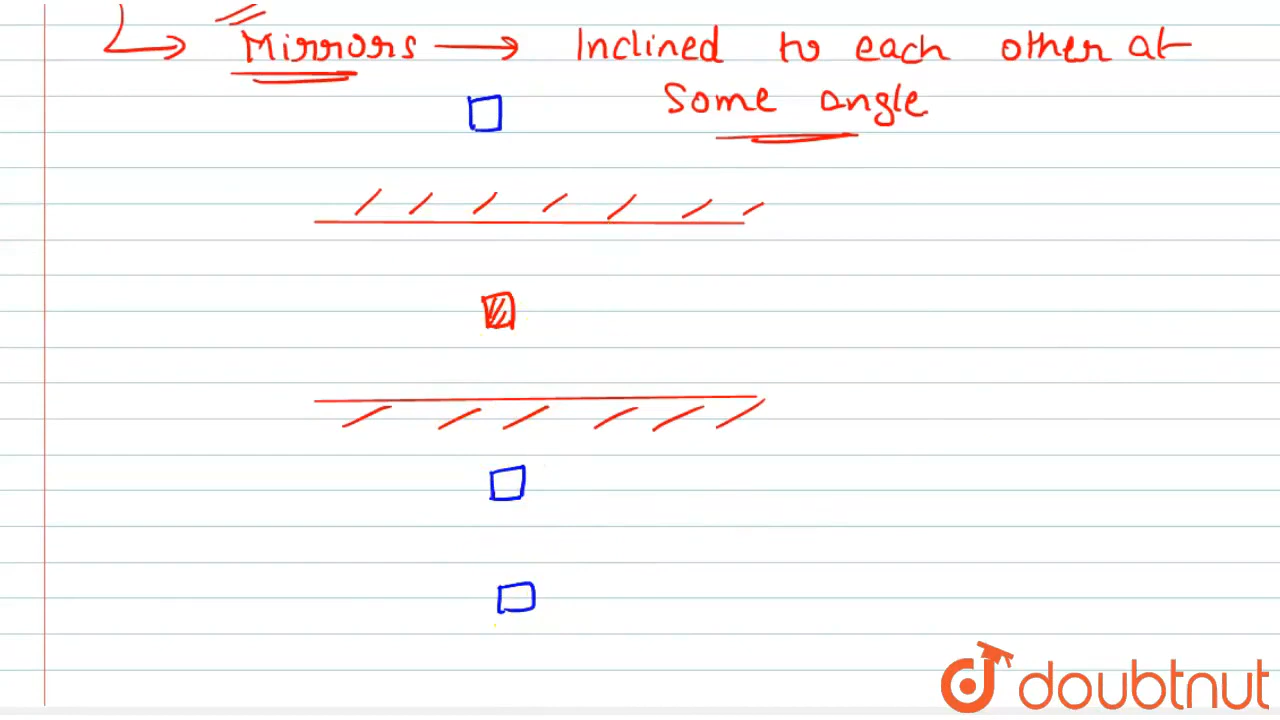 Mirrors → Inclined to each other at
some angle
doubtnut